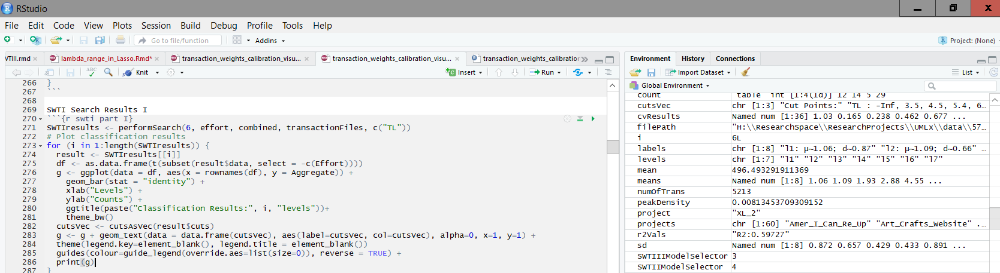 RStudio
File Edit Code View Plots Session Build Debug Profile Tools Help
Go to file/function Addins Project: (None)
VTIII.rmd lambda_range_in_Lasso.Rmd* transaction_weights_calibration_visu... transaction_weights_calibration_visu... transaction_weights_calibration
ABC Knit Insert Run
266 }
267 ```
268
269 SWTI Search Results I
270 ```{r swti part I}
271 SWTIresults <- performSearch(6, effort, combined, transactionFiles, c("TL"))
272 # Plot classification results
273 for (i in 1:length(SWTIresults)) {
274 result <- SWTIresults[[i]]
275 df <- as.data.frame(t(subset(result$data, select = -c(Effort))))
276 g <- ggplot(data = df, aes(x = rownames(df), y = Aggregate)) +
277 geom_bar(stat = "identity") +
278 xlab("Levels") +
279 ylab("Counts") +
280 ggtitle(paste("Classification Results:", i, "levels"))+
281 theme_bw()
282 cutsVec <- cutsAsVec(result$cuts)
283 g <- g + geom_text(data = data.frame(cutsVec), aes(label=cutsVec, col=cutsVec), alpha=0, x=1, y=1) +
284 theme(legend.key=element_blank(), legend.title = element_blank())
285 guides(colour=guide_legend(override.aes=list(size=0)), reverse = TRUE) +
286 print(g)
287 }
Environment History Connections
Import Dataset List
Global Environment
count 'table' int [1:4(1d)] 12 14 5 29
cutsVec chr [1:3] "Cut Points:" "TL : -Inf, 3.5, 4.5, 5.4, 6...
cvResults Named num [1:36] 1.03 0.165 0.238 0.462 0.677 ...
filePath "H:\\ResearchSpace\\ResearchProjects\\UMLx\\data\\57...
i 6L
labels chr [1:8] "l1: μ~1.06; d~0.87" "l2: μ~1.09; d~0.66" ...
levels chr [1:7] "l1" "l2" "l3" "l4" "l5" "l6" "l7"
mean 496.493291911369
means Named num [1:8] 1.06 1.09 1.93 2.88 4.55 ...
numOfTrans 5213
peakDensity 0.00813453709309152
project "XL_2"
projects chr [1:60] "Amer_I_Can_Re_Up" "Art_Crafts_Website" ...
r2Vals "R2:0.59727"
sd Named num [1:8] 0.872 0.657 0.429 0.433 0.891 ...
SWTIIIModelSelector 3
SWTIIModelSelector 4